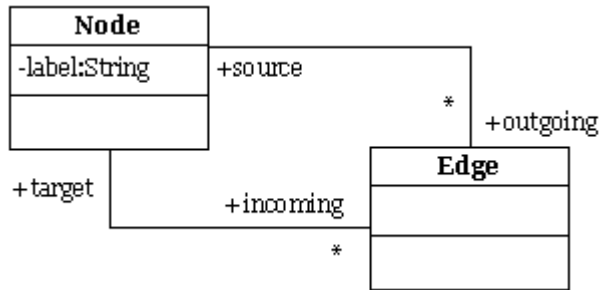 Node
-label:String
+source
*
+outgoing
Edge
+target
+incoming
*